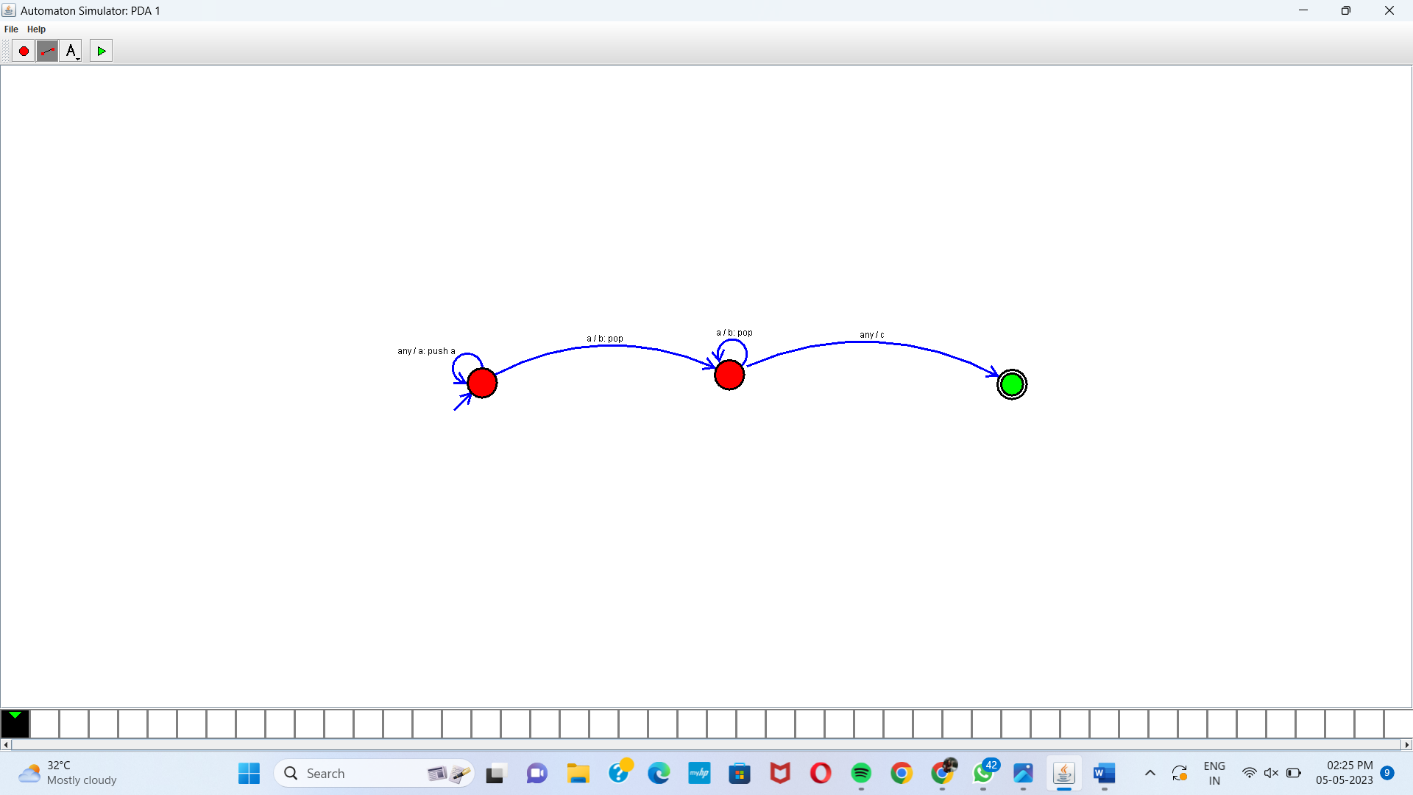 Automaton Simulator: PDA 1
File Help
A
any / a: push a
a / b: pop
a / b: pop
any / c
32°C
Mostly cloudy
Search
myhp
42
W
ENG
IN
02:25 PM
05-05-2023
9